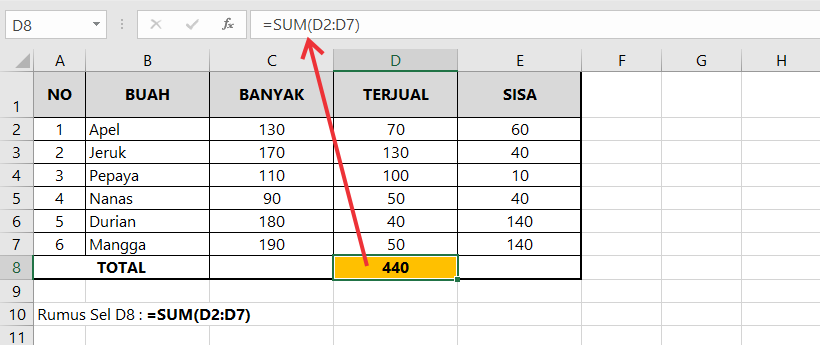 D8 fx =SUM(D2:D7)
A B C D E F G H
1 NO BUAH BANYAK TERJUAL SISA
2 1 Apel 130 70 60
3 2 Jeruk 170 130 40
4 3 Pepaya 110 100 10
5 4 Nanas 90 50 40
6 5 Durian 180 40 140
7 6 Mangga 190 50 140
8 TOTAL 440
9
10 Rumus Sel D8 : =SUM(D2:D7)
11